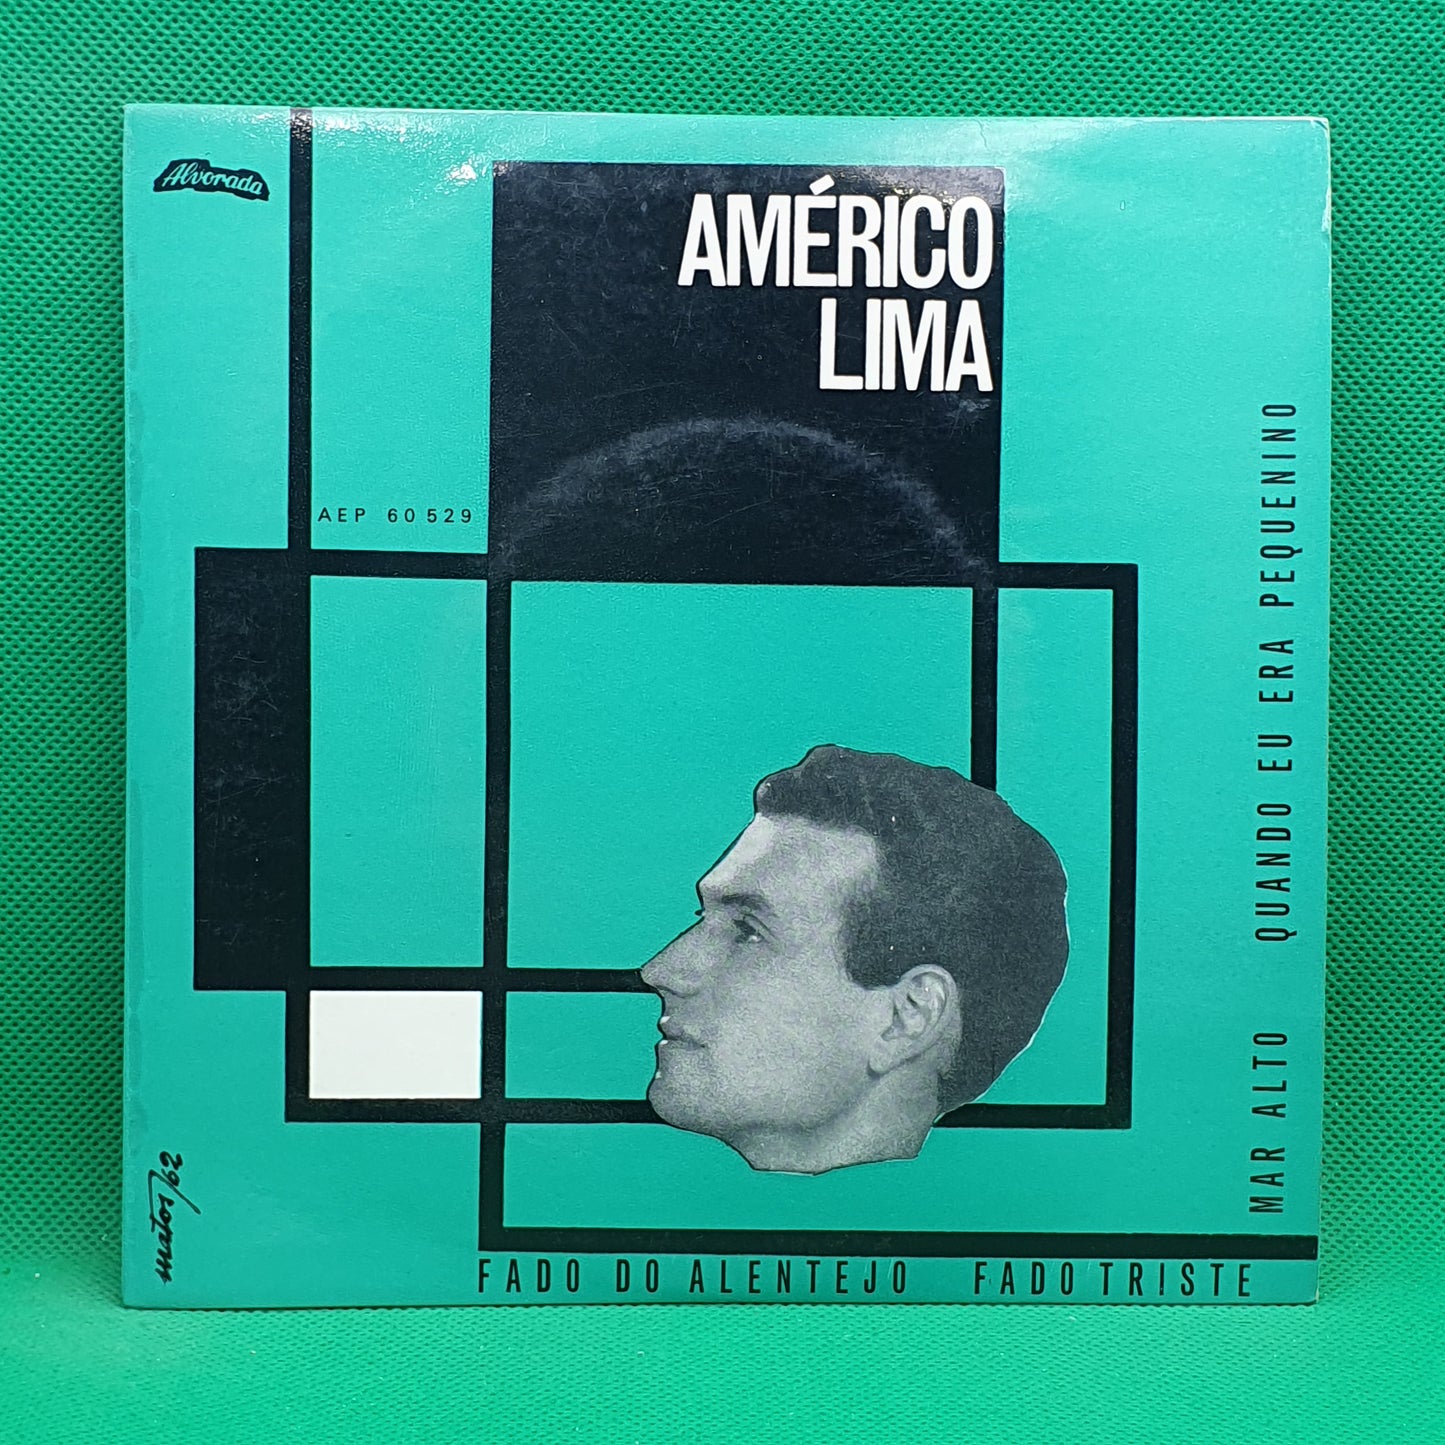 Alvorada
AMÉRICO
LIMA
AEP 60 529
MAR ALTO QUANDO EU ERA PEQUENINO
matos/62
FADO DO ALENTEJO FADO TRISTE